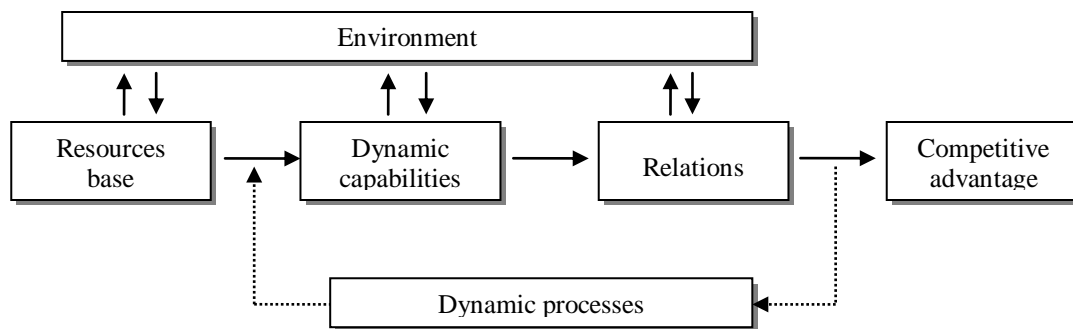 Environment
Resources
base
Dynamic
capabilities
Relations
Competitive
advantage
Dynamic processes